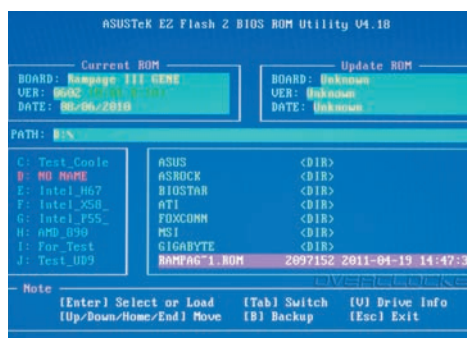 ASUSTeK EZ Flash 2 BIOS ROM Utility V4.18
Current ROM
Update ROM
BOARD: Rampage III GENE
BOARD: Unknown
VER: 0602
VER: Unknown
DATE: 08/06/2010
DATE: Unknown
PATH: D:\
C: Test_Coole
D: NO NAME
E: Intel_H67
F: Intel_X58_
G: Intel_P55_
H: AMD_890
I: For_Test
J: Test_UD9
ASUS <DIR>
ASROCK <DIR>
BIOSTAR <DIR>
ATI <DIR>
FOXCONN <DIR>
MSI <DIR>
GIGABYTE <DIR>
RAMPAG~1.ROM 2097152 2011-04-19 14:47:3
OVERCLOCKE
Note
[Enter] Select or Load [Tab] Switch [V] Drive Info
[Up/Down/Home/End] Move [B] Backup [Esc] Exit